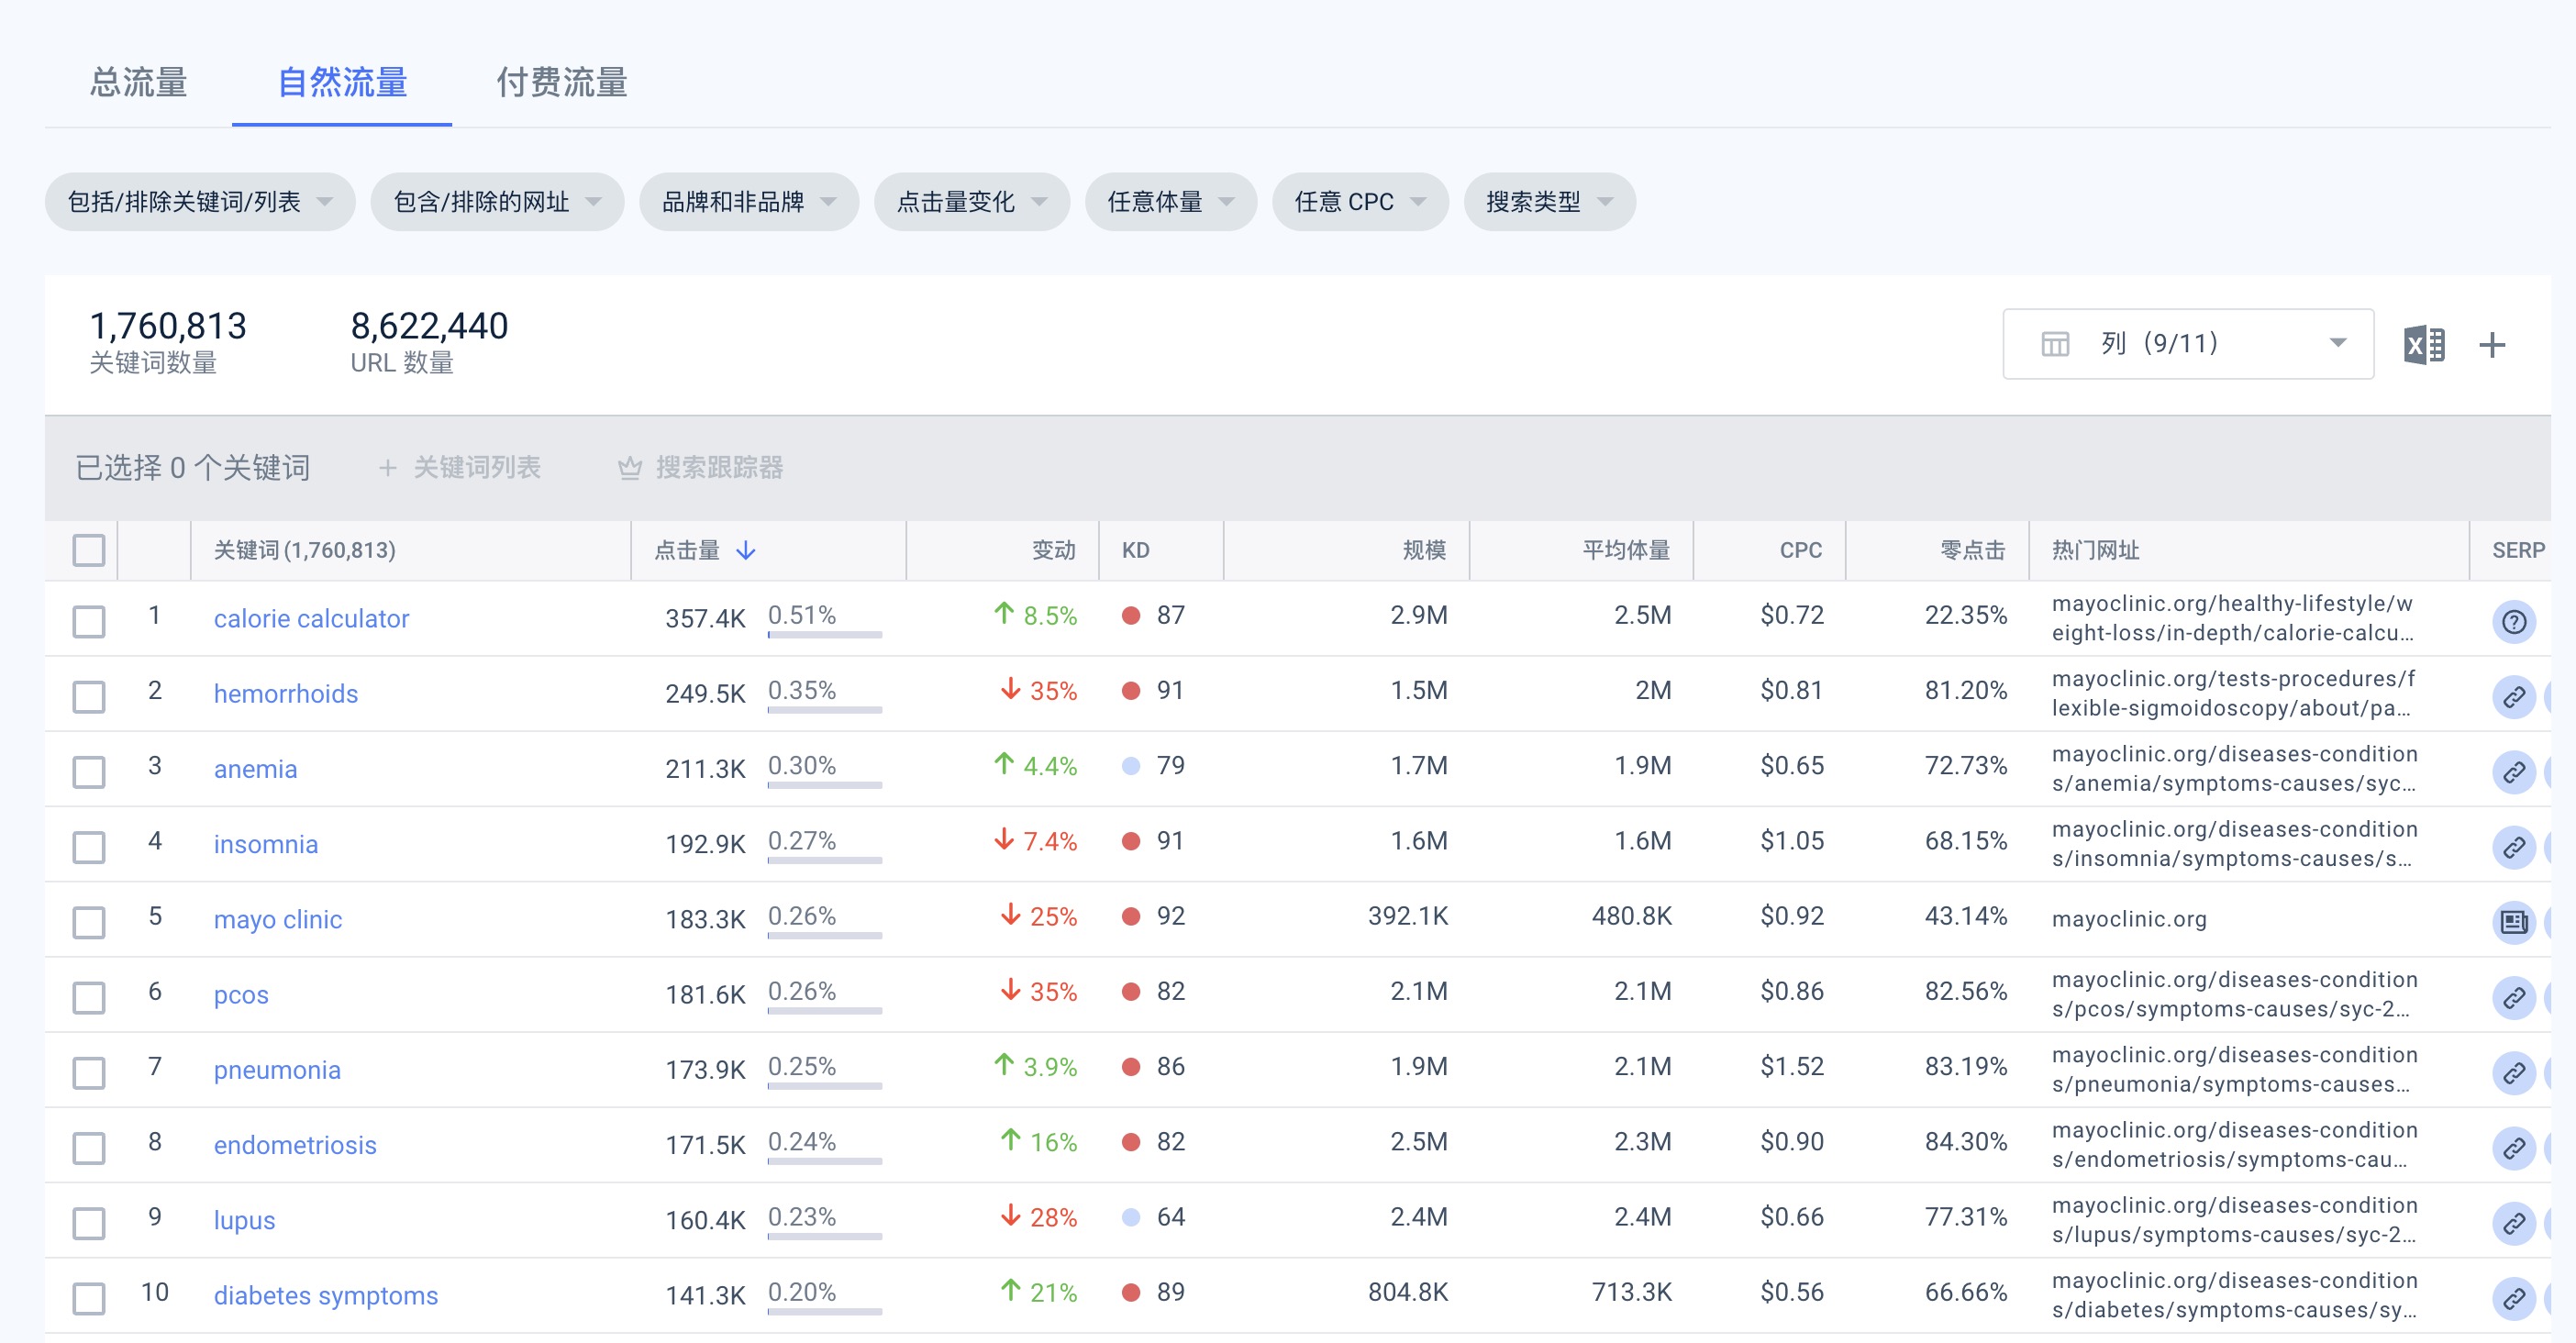 总流量 自然流量 付费流量
包括/排除关键词/列表 包含/排除的网址 品牌和非品牌 点击量变化 任意体量 任意 CPC 搜索类型
1,760,813 8,622,440
关键词数量 URL 数量
列 (9/11)
已选择 0 个关键词 + 关键词列表 搜索跟踪器
关键词(1,760,813) 点击量 变动 KD 规模 平均体量 CPC 零点击 热门网址 SERP
1 calorie calculator 357.4K 0.51% 8.5% 87 2.9M 2.5M $0.72 22.35% mayoclinic.org/healthy-lifestyle/w
eight-loss/in-depth/calorie-calcu...
2 hemorrhoids 249.5K 0.35% 35% 91 1.5M 2M $0.81 81.20% mayoclinic.org/tests-procedures/f
lexible-sigmoidoscopy/about/pa...
3 anemia 211.3K 0.30% 4.4% 79 1.7M 1.9M $0.65 72.73% mayoclinic.org/diseases-condition
s/anemia/symptoms-causes/syc...
4 insomnia 192.9K 0.27% 7.4% 91 1.6M 1.6M $1.05 68.15% mayoclinic.org/diseases-condition
s/insomnia/symptoms-causes/s...
5 mayo clinic 183.3K 0.26% 25% 92 392.1K 480.8K $0.92 43.14% mayoclinic.org
6 pcos 181.6K 0.26% 35% 82 2.1M 2.1M $0.86 82.56% mayoclinic.org/diseases-condition
s/pcos/symptoms-causes/syc-2...
7 pneumonia 173.9K 0.25% 3.9% 86 1.9M 2.1M $1.52 83.19% mayoclinic.org/diseases-condition
s/pneumonia/symptoms-causes...
8 endometriosis 171.5K 0.24% 16% 82 2.5M 2.3M $0.90 84.30% mayoclinic.org/diseases-condition
s/endometriosis/symptoms-cau...
9 lupus 160.4K 0.23% 28% 64 2.4M 2.4M $0.66 77.31% mayoclinic.org/diseases-condition
s/lupus/symptoms-causes/syc-2...
10 diabetes symptoms 141.3K 0.20% 21% 89 804.8K 713.3K $0.56 66.66% mayoclinic.org/diseases-condition
s/diabetes/symptoms-causes/sy...